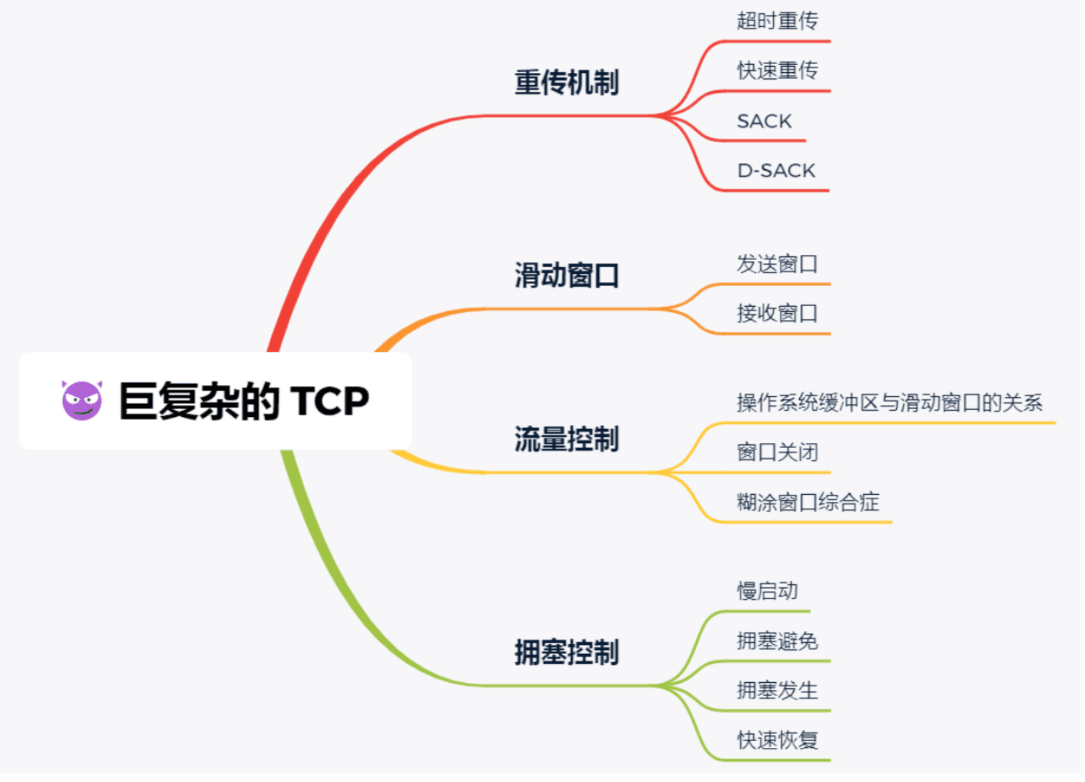 巨复杂的 TCP
重传机制
超时重传
快速重传
SACK
D-SACK
滑动窗口
发送窗口
接收窗口
流量控制
操作系统缓冲区与滑动窗口的关系
窗口关闭
糊涂窗口综合症
拥塞控制
慢启动
拥塞避免
拥塞发生
快速恢复